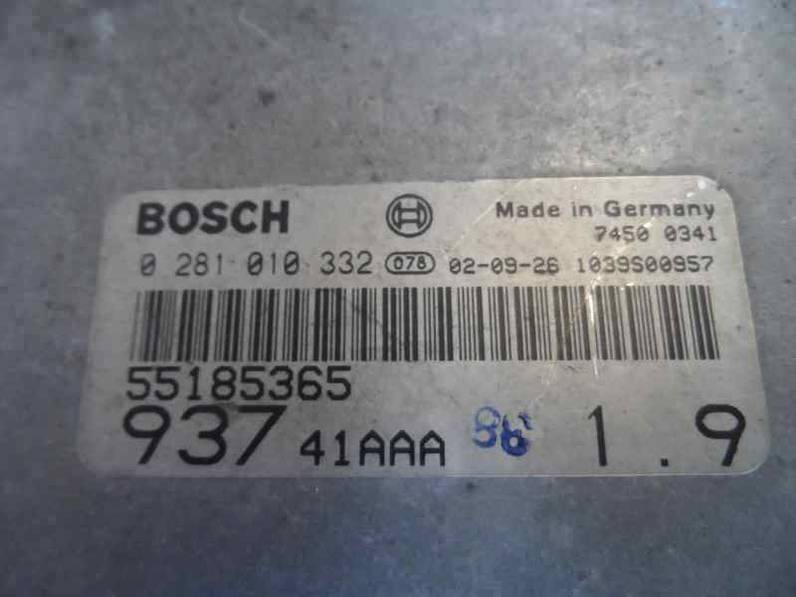 BOSCH Made in Germany
7450 0341
0 281 010 332 078 02-09-26 1039S00957
55185365
937 41AAA 1.9